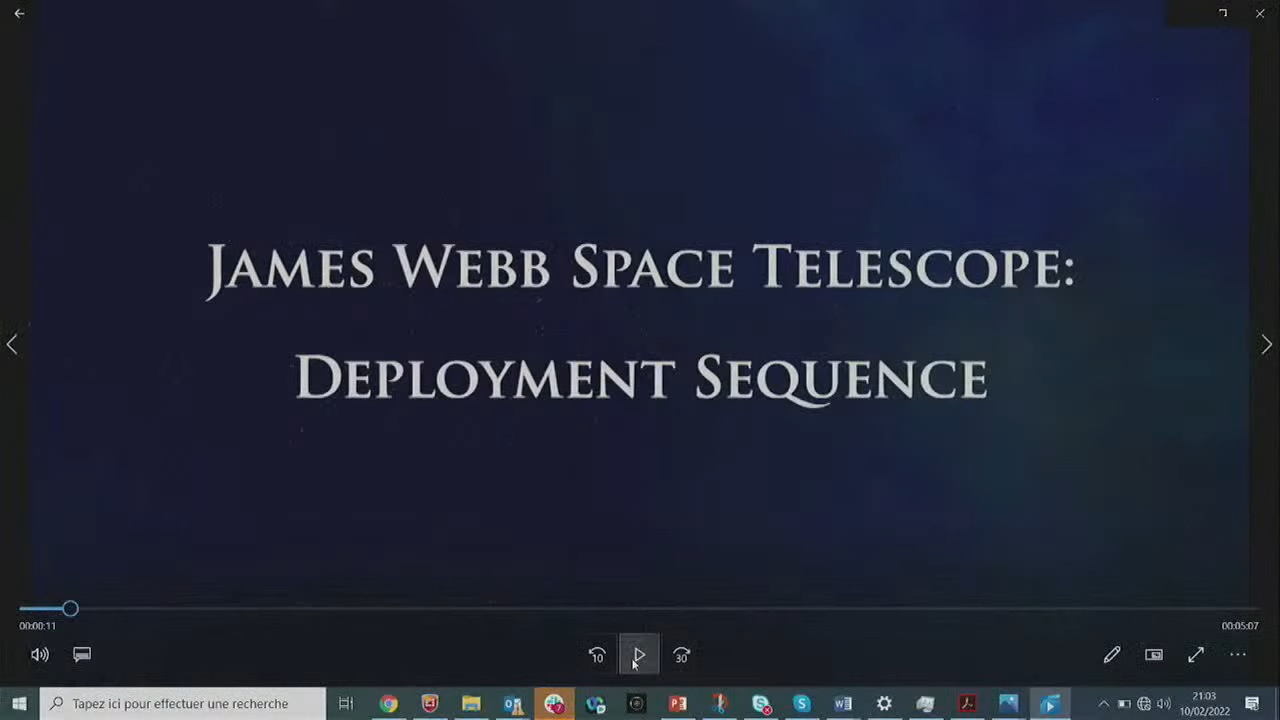 JAMES WEBB SPACE TELESCOPE:
DEPLOYMENT SEQUENCE
00:00:11
00:05:07
10
30
Tapez ici pour effectuer une recherche
21:03
10/02/2022